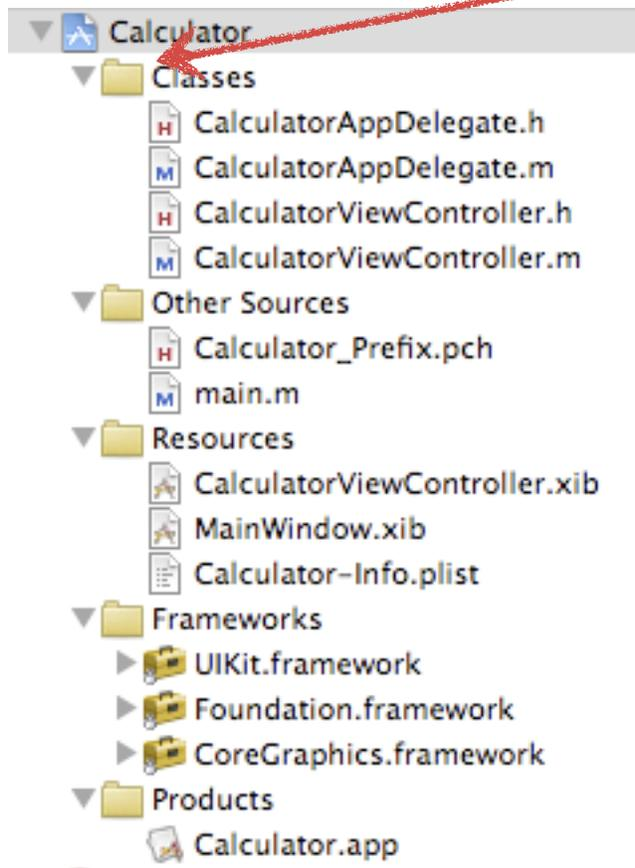 Calculator
Classes
H CalculatorAppDelegate.h
M CalculatorAppDelegate.m
H CalculatorViewController.h
M CalculatorViewController.m
Other Sources
H Calculator_Prefix.pch
M main.m
Resources
CalculatorViewController.xib
MainWindow.xib
Calculator-Info.plist
Frameworks
UIKit.framework
Foundation.framework
CoreGraphics.framework
Products
Calculator.app